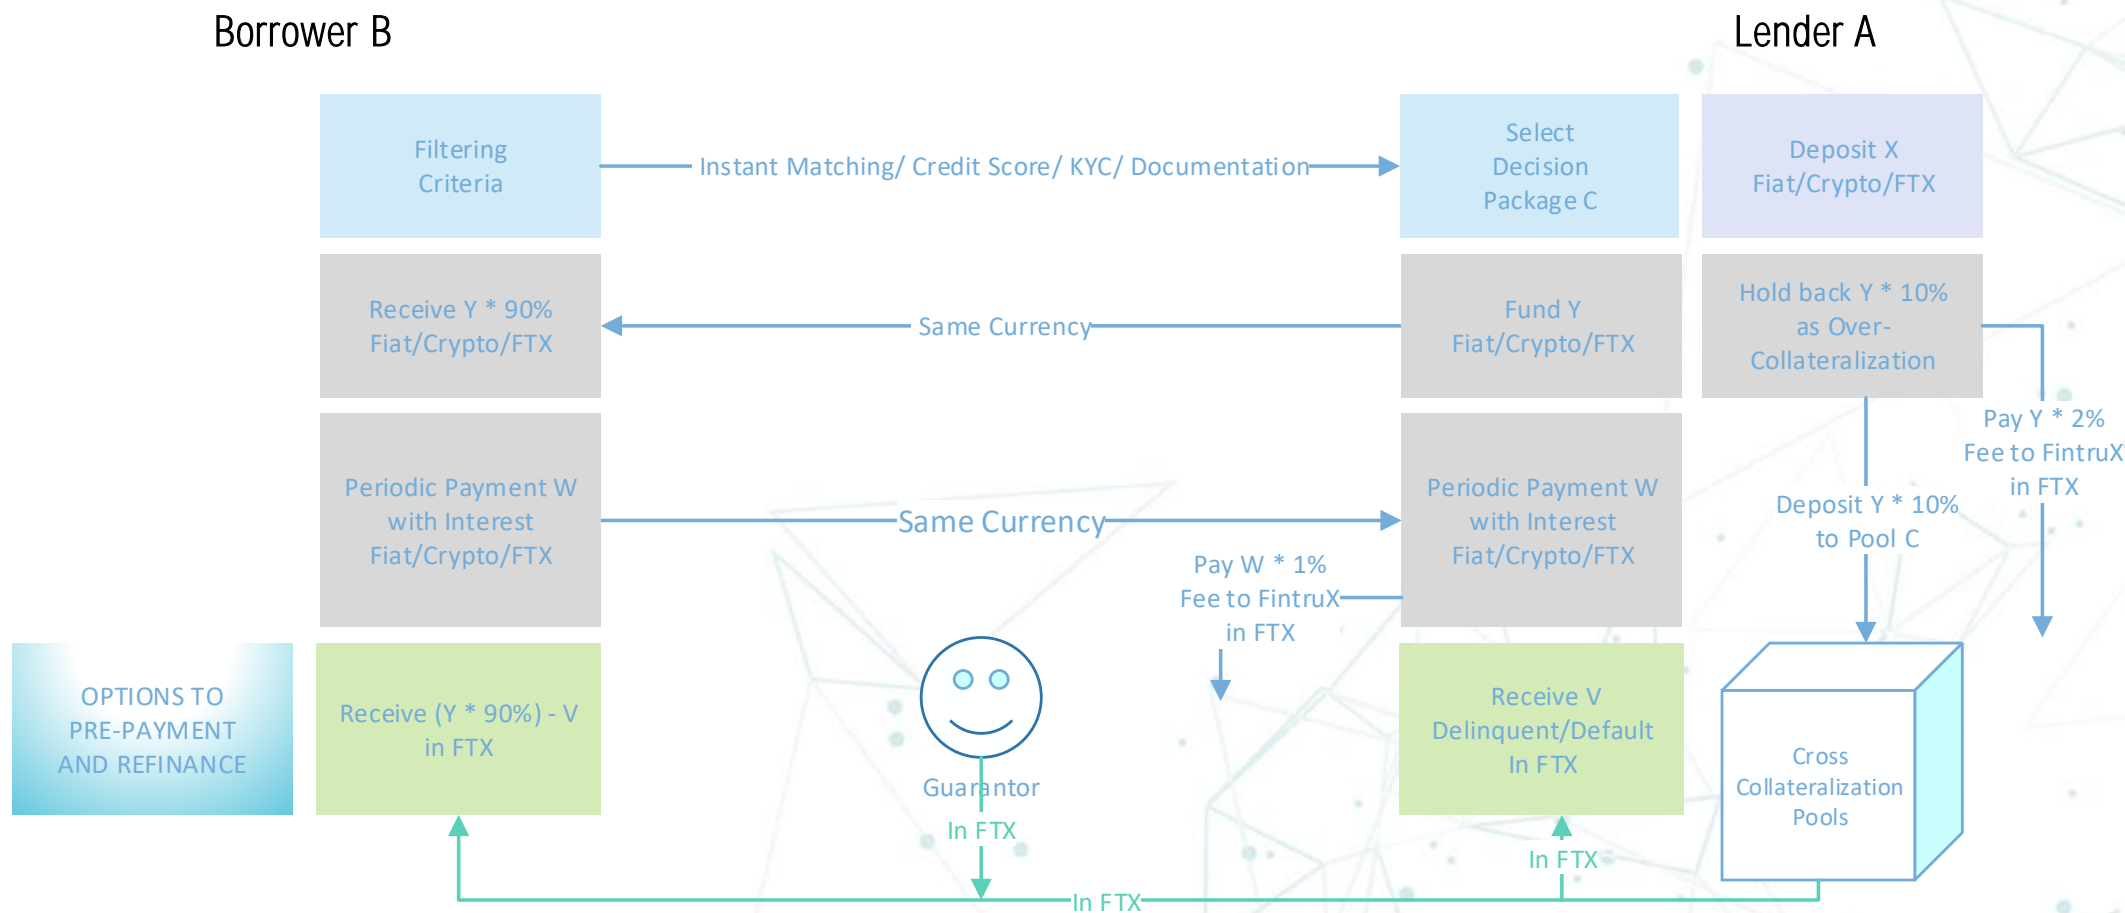 Borrower B
Lender A
Filtering
Criteria
Instant Matching/ Credit Score/ KYC/ Documentation
Select
Decision
Package C
Deposit X
Fiat/Crypto/FTX
Receive Y * 90%
Fiat/Crypto/FTX
Same Currency
Fund Y
Fiat/Crypto/FTX
Hold back Y * 10%
as Over-
Collateralization
Pay Y * 2%
Fee to FintruX
in FTX
Periodic Payment W
with Interest
Fiat/Crypto/FTX
Same Currency
Periodic Payment W
with Interest
Fiat/Crypto/FTX
Deposit Y * 10%
to Pool C
Pay W * 1%
Fee to FintruX
in FTX
OPTIONS TO
PRE-PAYMENT
AND REFINANCE
Receive (Y * 90%) - V
in FTX
Guarantor
In FTX
Receive V
Delinquent/Default
In FTX
Cross
Collateralization
Pools
In FTX
In FTX